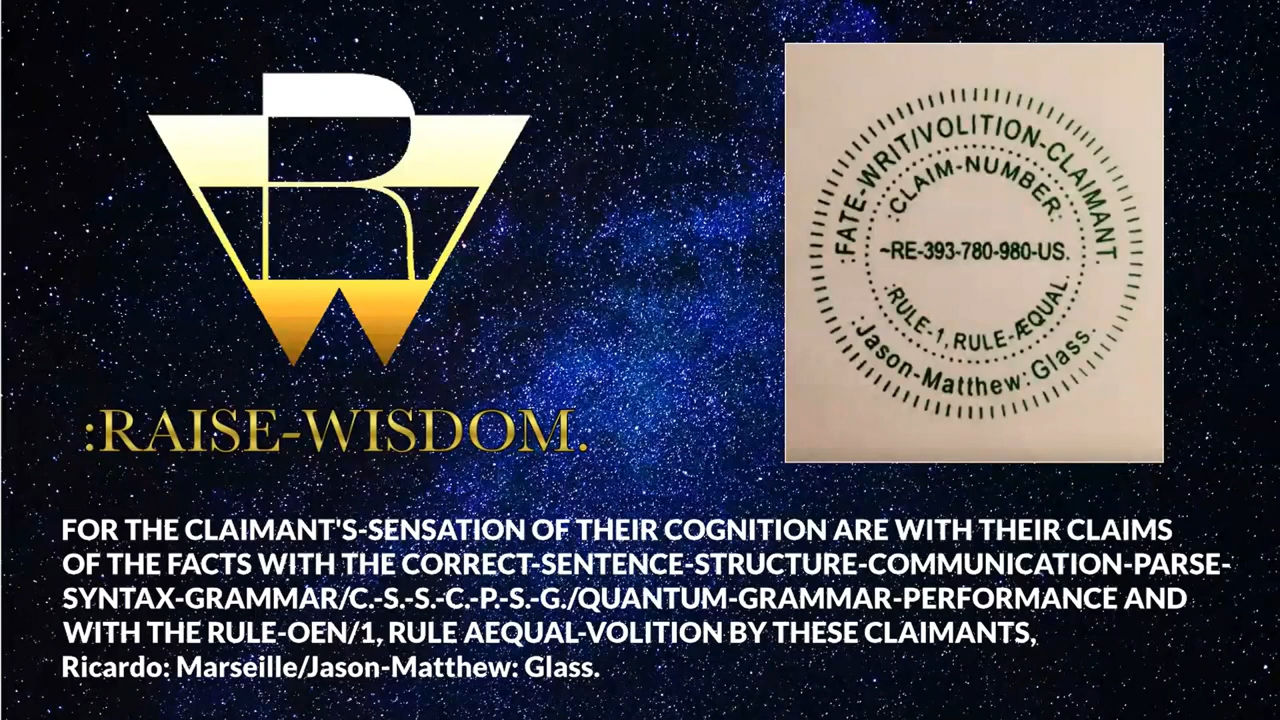 RW
:RAISE-WISDOM.
:FATE-WRIT/VOLITION-CLAIMANT.
:CLAIM-NUMBER:
~RE-393-780-980-US.
:RULE-1, RULE-ÆQUAL
:Jason-Matthew: Glass.
FOR THE CLAIMANT'S-SENSATION OF THEIR COGNITION ARE WITH THEIR CLAIMS
OF THE FACTS WITH THE CORRECT-SENTENCE-STRUCTURE-COMMUNICATION-PARSE-
SYNTAX-GRAMMAR/C.-S.-S.-C.-P.-S.-G./QUANTUM-GRAMMAR-PERFORMANCE AND
WITH THE RULE-OEN/1, RULE AEQUAL-VOLITION BY THESE CLAIMANTS,
Ricardo: Marseille/Jason-Matthew: Glass.